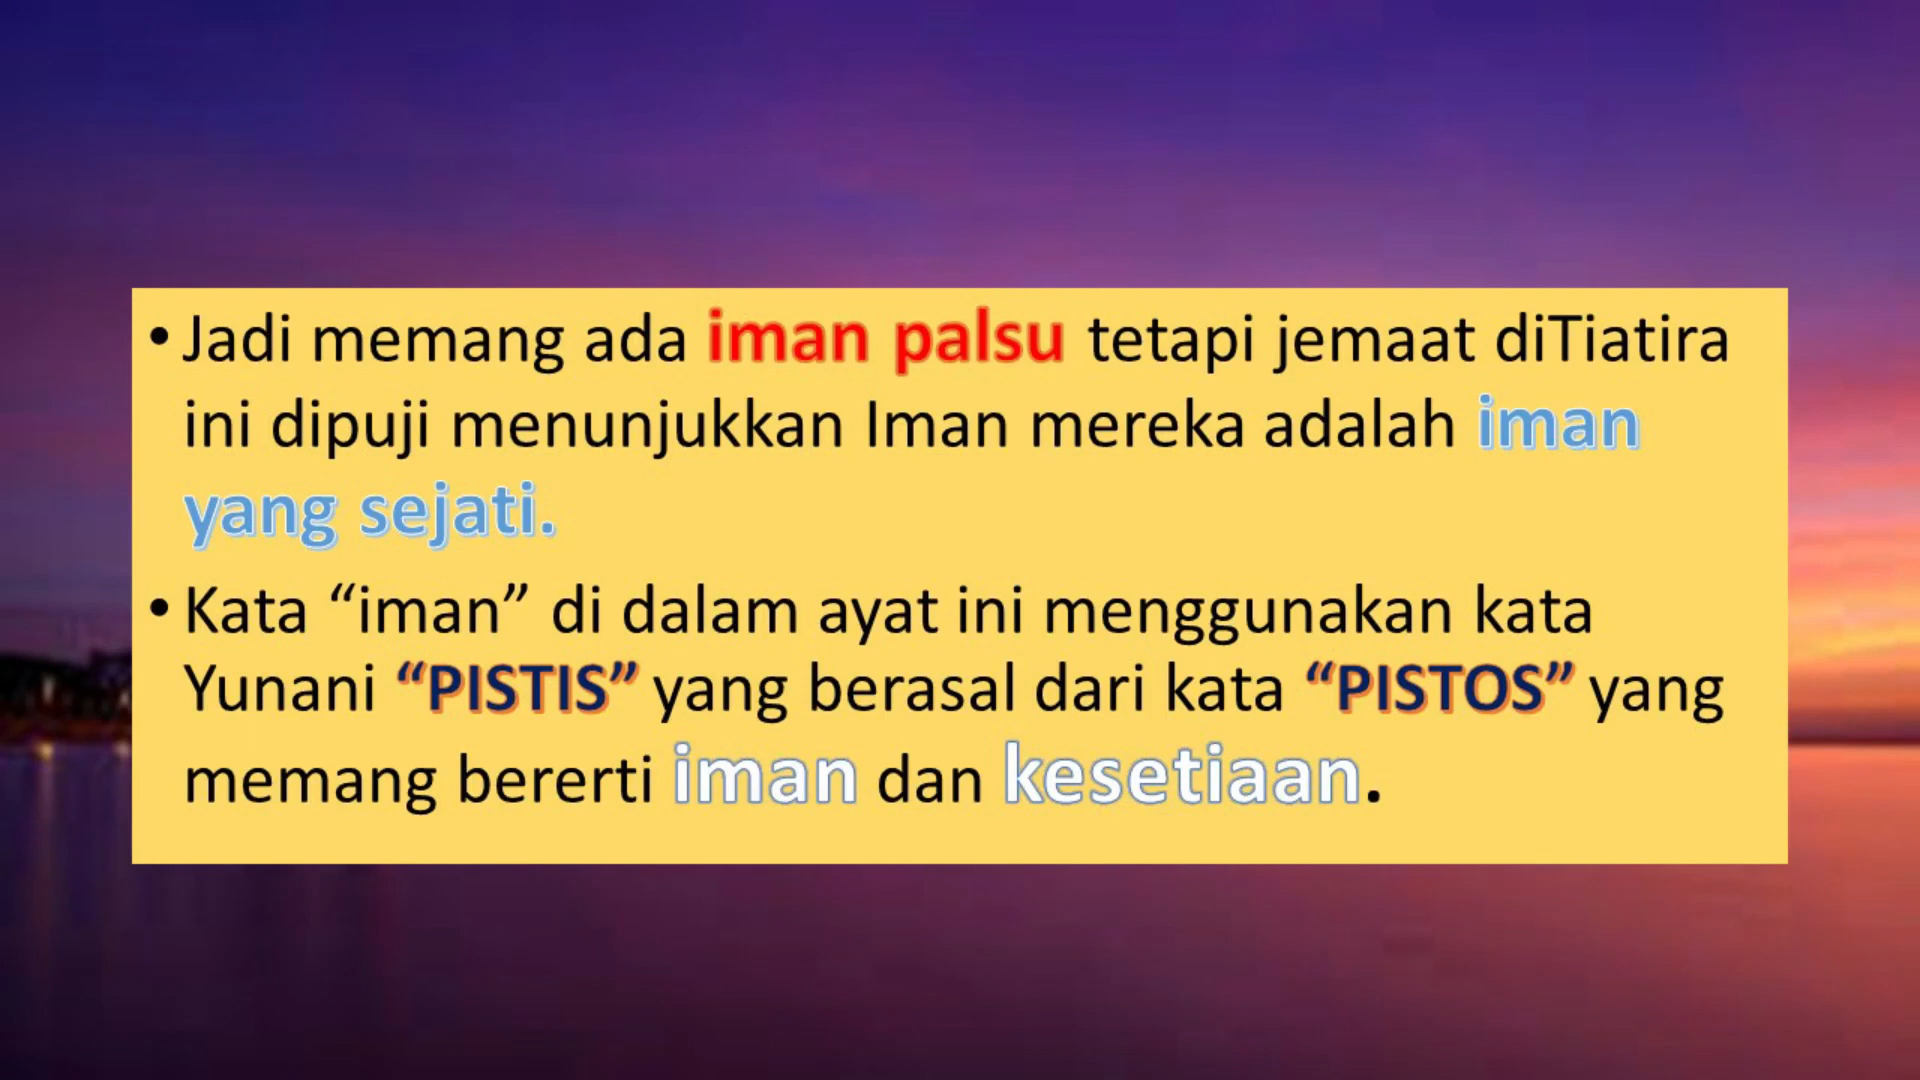 • Jadi memang ada iman palsu tetapi jemaat diTiatira
ini dipuji menunjukkan Iman mereka adalah iman
yang sejati.
• Kata “iman” di dalam ayat ini menggunakan kata
Yunani “PISTIS” yang berasal dari kata “PISTOS” yang
memang bererti iman dan kesetiaan.